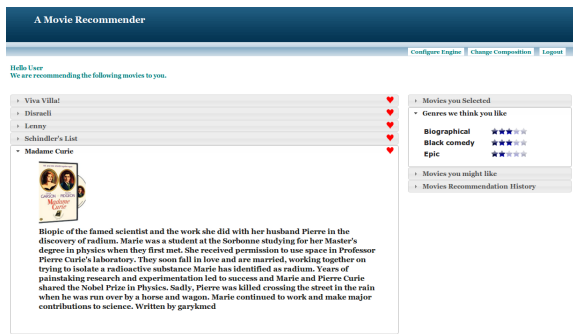 A Movie Recommender
Configure Engine Change Composition Logout
Hello User
We are recommending the following movies to you.
Viva Villa!
Disraeli
Lenny
Schindler's List
Madame Curie
GARSON PIDGEON
Madame
Curie
Biopic of the famed scientist and the work she did with her husband Pierre in the
discovery of radium. Marie was a student at the Sorbonne studying for her Master's
degree in physics when they first met. She received permission to use space in Professor
Pierre Curie's laboratory. They soon fall in love and are married, working together on
trying to isolate a radioactive substance Marie has identified as radium. Years of
painstaking research and experimentation led to success and Marie and Pierre Curie
shared the Nobel Prize in Physics. Sadly, Pierre was killed crossing the street in the rain
when he was run over by a horse and wagon. Marie continued to work and make major
contributions to science. Written by garykmcd
Movies you Selected
Genres we think you like
Biographical
Black comedy
Epic
Movies you might like
Movies Recommendation History